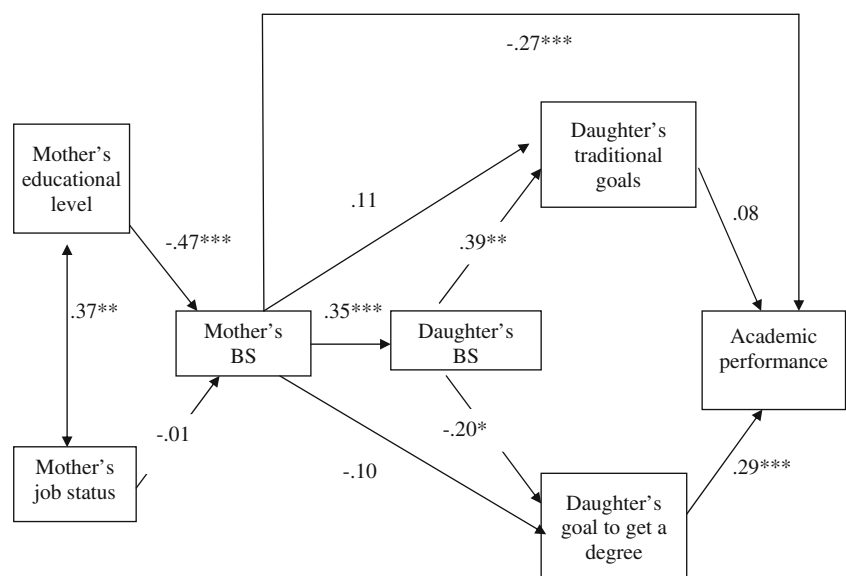 -.27***
Daughter's
traditional
goals
Mother's
educational
level
.11
.08
-.47***
.39**
.37**
.35***
Mother's
BS
Daughter's
BS
Academic
performance
-.01
-.20*
-.10
.29***
Mother's
job status
Daughter's
goal to get a
degree